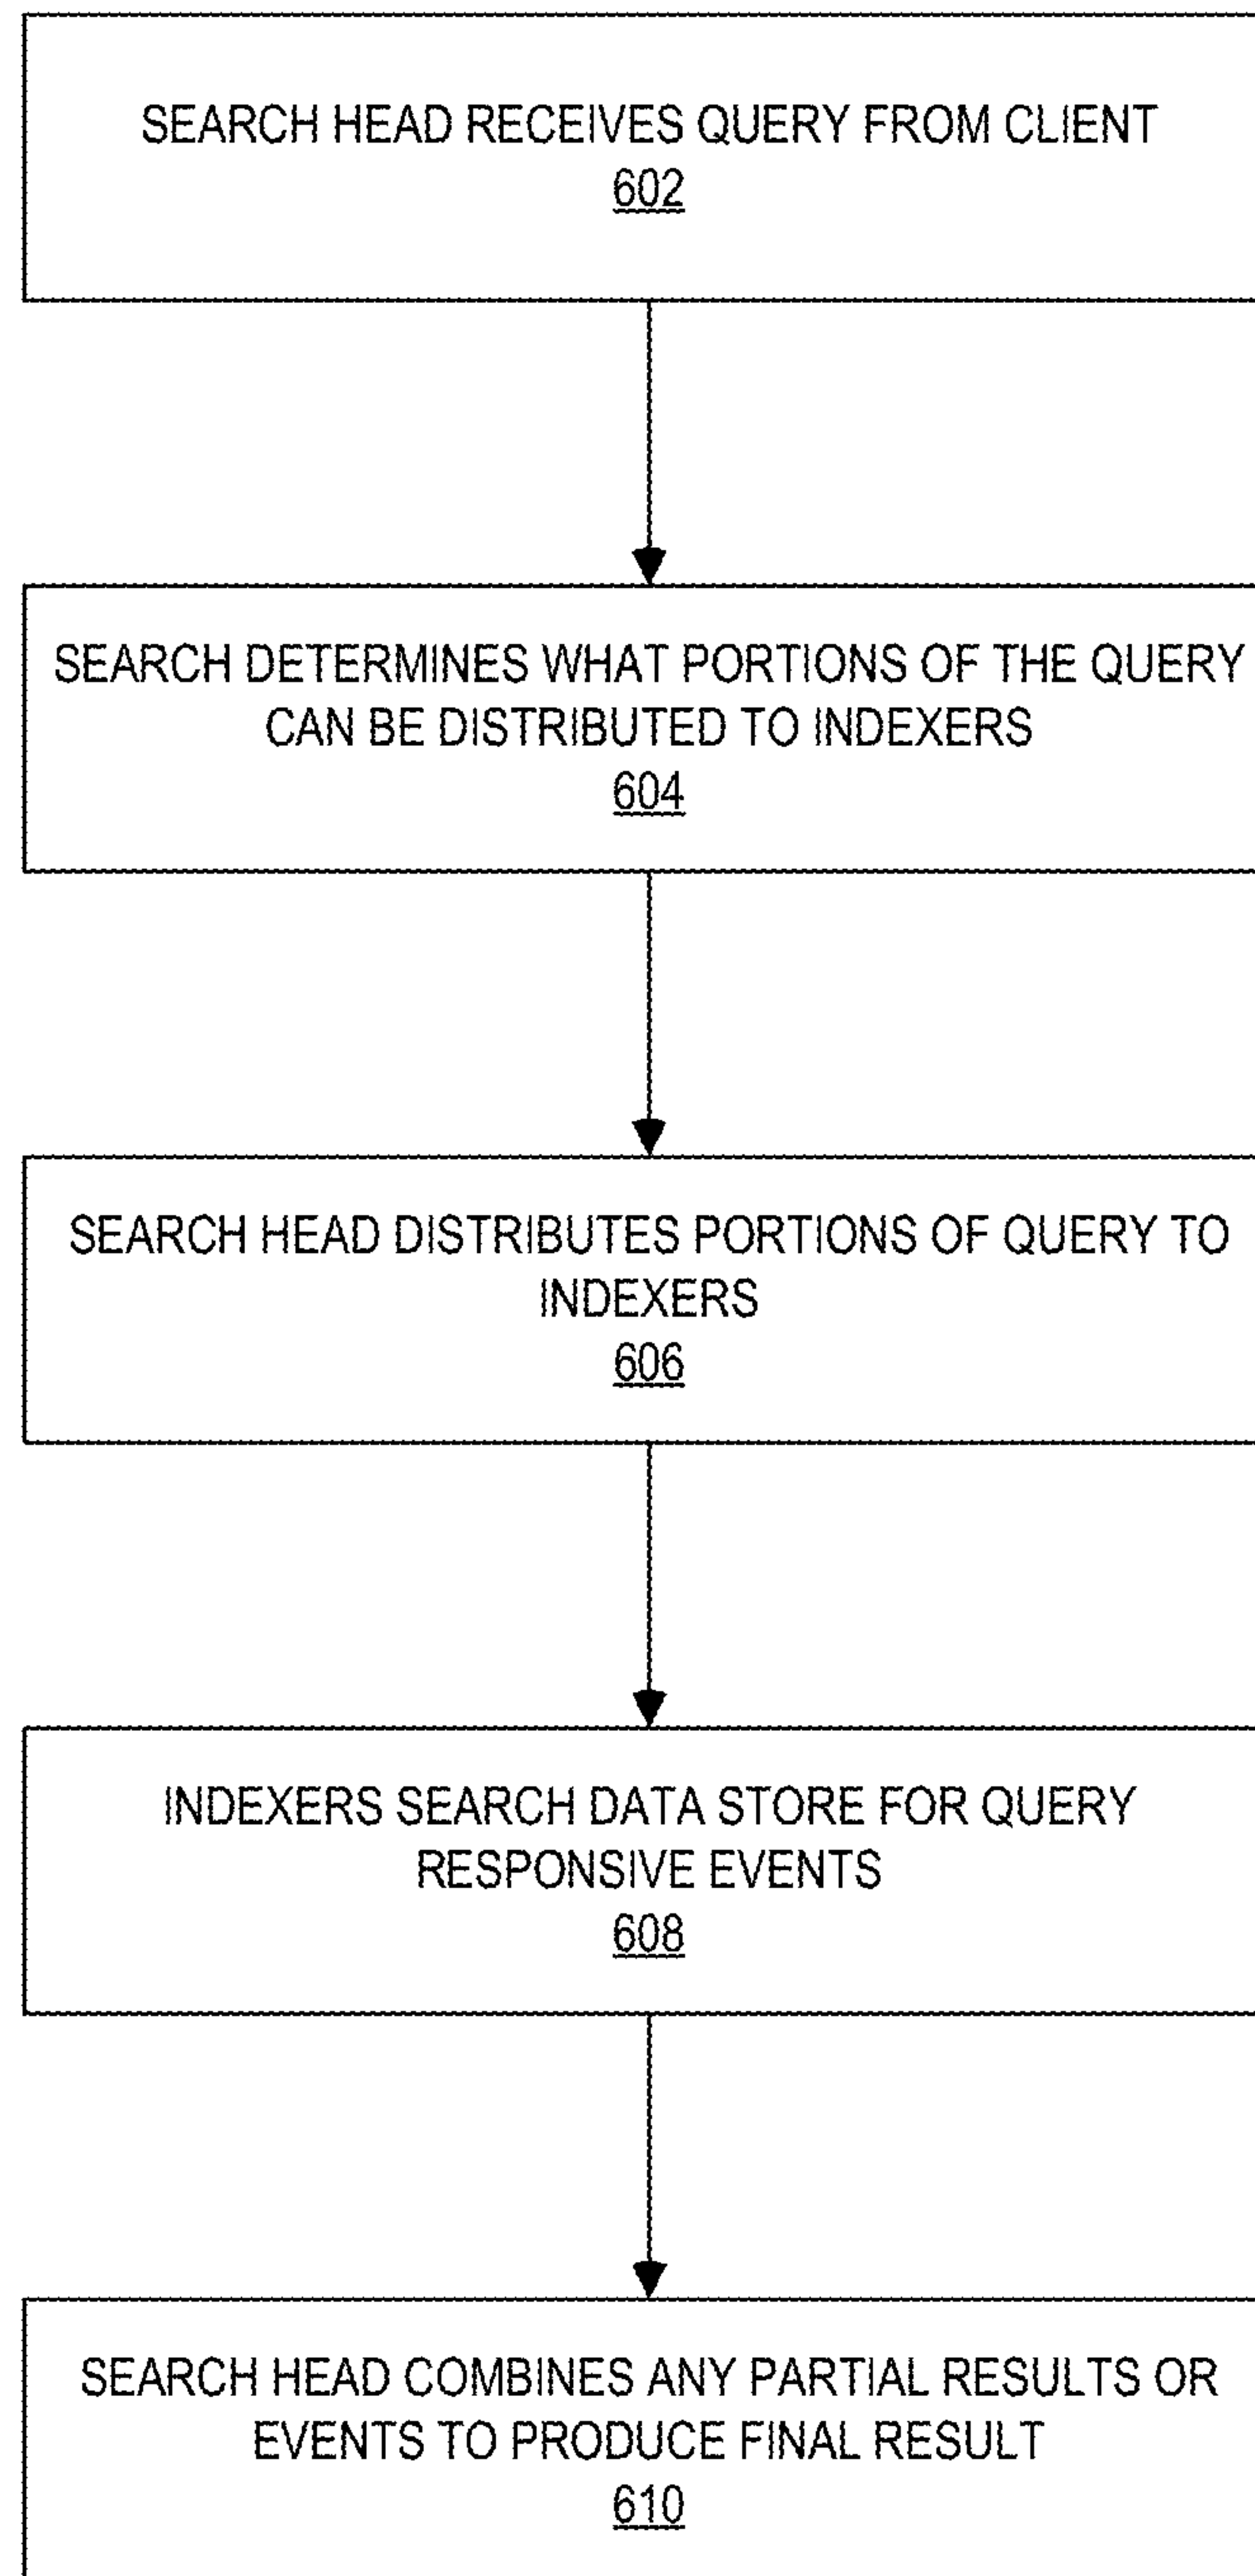 SEARCH HEAD RECEIVES QUERY FROM CLIENT
602
SEARCH DETERMINES WHAT PORTIONS OF THE QUERY
CAN BE DISTRIBUTED TO INDEXERS
604
SEARCH HEAD DISTRIBUTES PORTIONS OF QUERY TO
INDEXERS
606
INDEXERS SEARCH DATA STORE FOR QUERY
RESPONSIVE EVENTS
608
SEARCH HEAD COMBINES ANY PARTIAL RESULTS OR
EVENTS TO PRODUCE FINAL RESULT
610